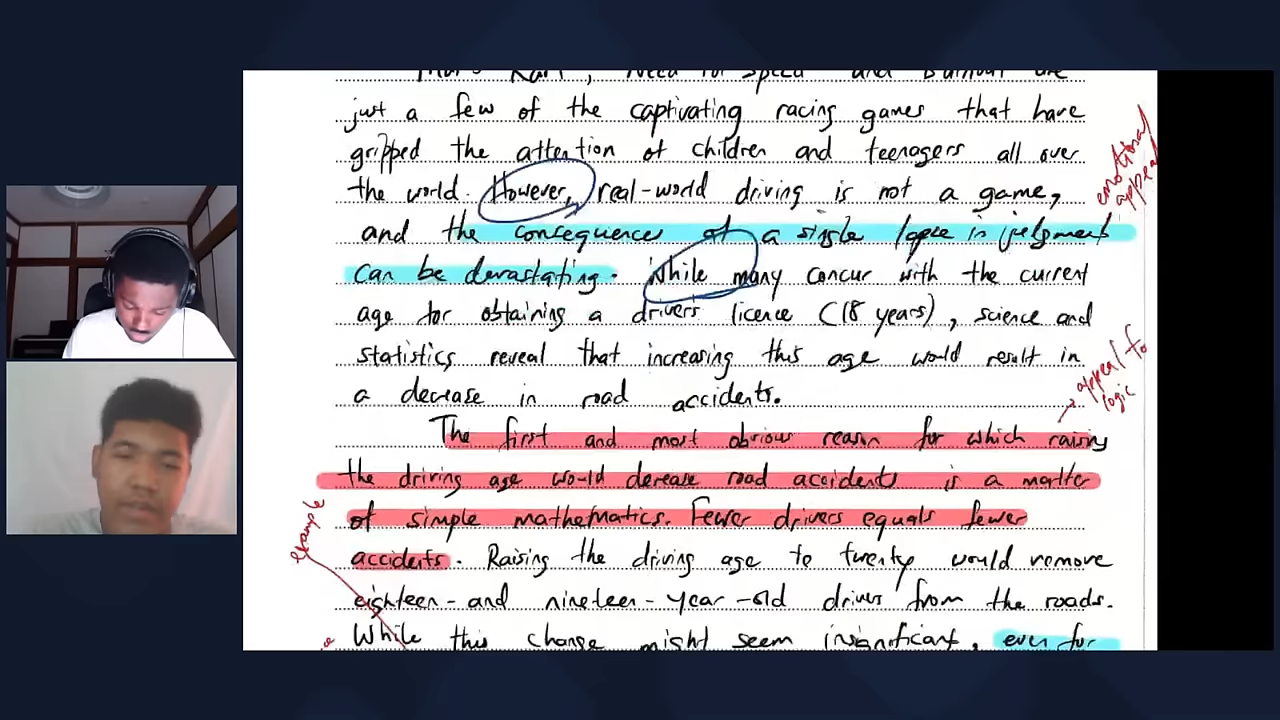 just a few of the captivating racing games that have
gripped the attention of children and teenagers all over
the world. However, real-world driving is not a game,
and the consequences of a single lapse in judgment
can be devastating. While many concur with the current
age for obtaining a driver's licence (18 years), science and
statistics reveal that increasing this age would result in
a decrease in road accidents.
The first and most obvious reason for which raising
the driving age would derease road accidents is a matter
of simple mathematics. Fewer drivers equals fewer
accidents. Raising the driving age to twenty would remove
eighteen-and nineteen-year-old drivers from the roads.
While this change might seem insignificant, even for
emotional
appeal
appeal to
logic
example